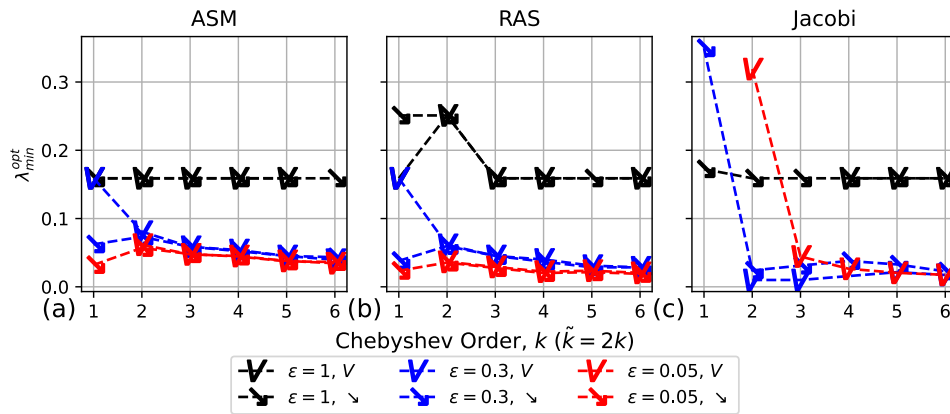 ASM RAS Jacobi
0.3
0.2
0.1
0.0
λ_min^opt
(a) 1 2 3 4 5 6 (b) 1 2 3 4 5 6 (c) 1 2 3 4 5 6
Chebyshev Order, k (k̃ = 2k)
ε = 1, V ε = 0.3, V ε = 0.05, V
ε = 1, ↘ ε = 0.3, ↘ ε = 0.05, ↘